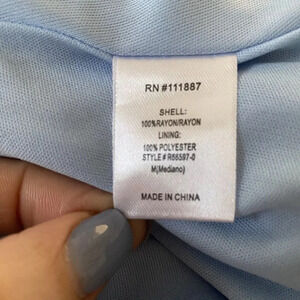 RN #111887
SHELL:
100%RAYON/RAYON
LINING:
100% POLYESTER
STYLE # R56597-0
M(Mediano)
MADE IN CHINA